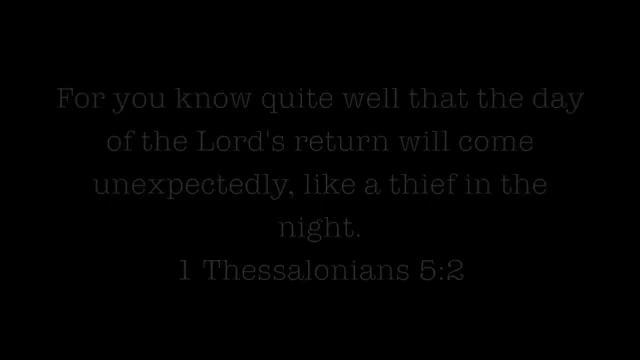 For you know quite well that the day
of the Lord's return will come
unexpectedly, like a thief in the
night.
1 Thessalonians 5:2